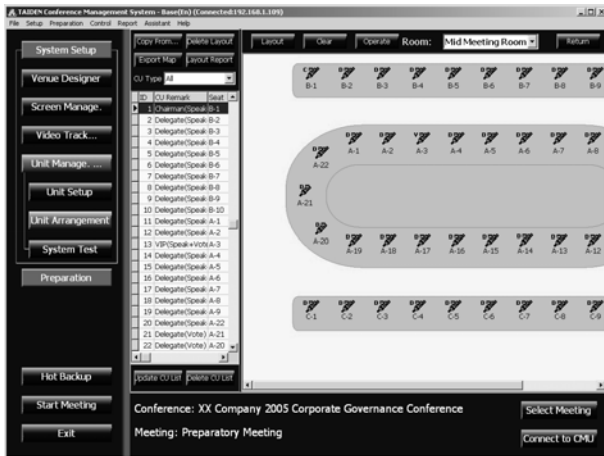 TAIDEN Conference Management System - Base(En) (Connected:192.168.1.109)
File Setup Preparation Control Report Assistant Help
System Setup
Venue Designer
Screen Manage.
Video Track...
Unit Manage. ...
Unit Setup
Unit Arrangement
System Test
Preparation
Hot Backup
Start Meeting
Exit
Copy From... Delete Layout
Export Map Layout Report
CU Type All
ID CU Remark Seat
1 Chairman(Speak B-1
2 Delegate(Speak B-2
3 Delegate(Speak B-3
4 Delegate(Speak B-4
5 Delegate(Speak B-5
6 Delegate(Speak B-6
7 Delegate(Speak B-7
8 Delegate(Speak B-8
9 Delegate(Speak B-9
10 Delegate(Speak B-10
11 Delegate(Speak A-1
12 Delegate(Speak A-2
13 VIP(Speak+Vote A-3
14 Delegate(Speak A-4
15 Delegate(Speak A-5
16 Delegate(Speak A-6
17 Delegate(Speak A-7
18 Delegate(Speak A-8
19 Delegate(Speak A-9
20 Delegate(Speak A-22
21 Delegate(Vote) A-21
22 Delegate(Vote) A-20
Update CU List Delete CU List
Layout Clear Operate Room: Mid Meeting Room Return
C D D D D D D D D
B-1 B-2 B-3 B-4 B-5 B-6 B-7 B-8 B-9
D D V D D D D D
A-1 A-2 A-3 A-4 A-5 A-6 A-7 A-8
D
A-22
D
A-21
D
A-20
D D D D D D D D
A-19 A-18 A-17 A-16 A-15 A-14 A-13 A-12
D D D D D D D D D
C-1 C-2 C-3 C-4 C-5 C-6 C-7 C-8 C-9
Conference: XX Company 2005 Corporate Governance Conference
Meeting: Preparatory Meeting
Select Meeting
Connect to CMU